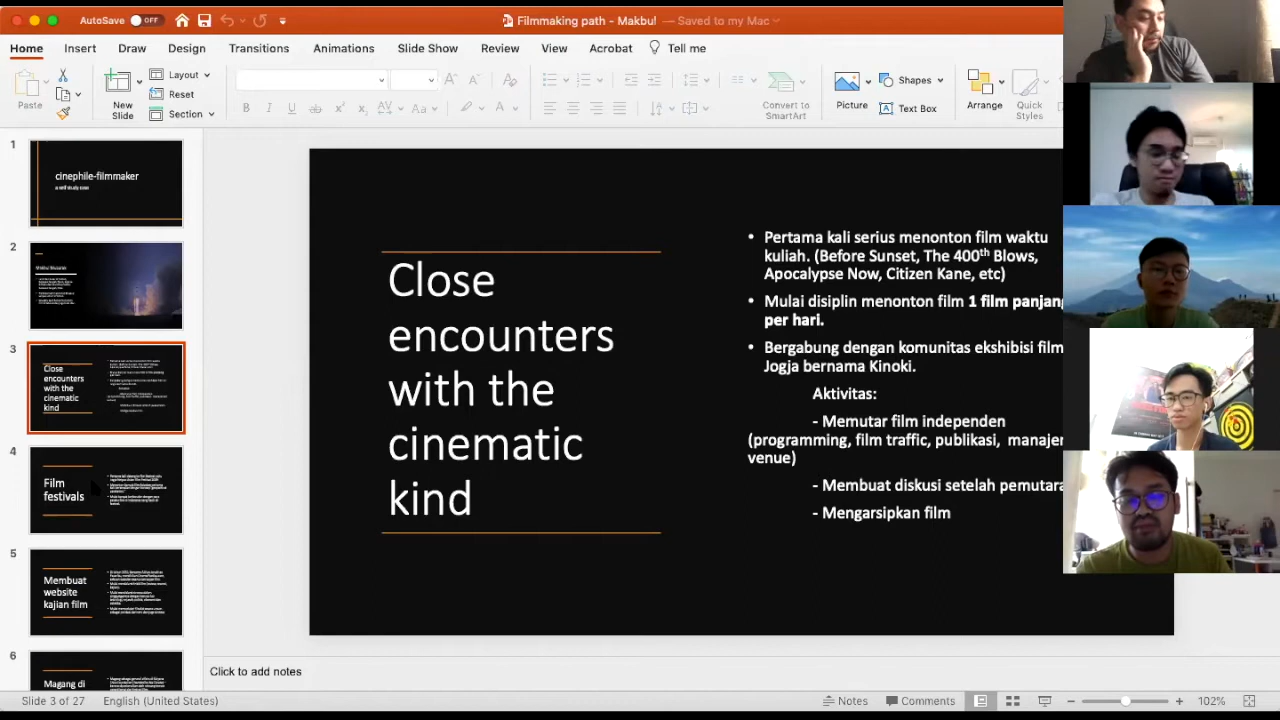 AutoSave OFF
Filmmaking path - Makbul — Saved to my Mac
Home Insert Draw Design Transitions Animations Slide Show Review View Acrobat Tell me
Paste
New
Slide
Layout
Reset
Section
Convert to
SmartArt
Picture
Shapes
Text Box
Arrange
Quick
Styles
1
cinephile-filmmaker
a self study case
2
3
Close
encounters
with the
cinematic
kind
4
Film
festivals
5
Membuat
website
kajian film
6
Magang di
Close
encounters
with the
cinematic
kind
• Pertama kali serius menonton film waktu
kuliah. (Before Sunset, The 400th Blows,
Apocalypse Now, Citizen Kane, etc)
• Mulai disiplin menonton film 1 film panjang
per hari.
• Bergabung dengan komunitas ekshibisi film
Jogja bernama Kinoki.
Aktivitas:
- Memutar film independen
(programming, film traffic, publikasi, manajem
venue)
- Membuat diskusi setelah pemutara
- Mengarsipkan film
Click to add notes
Slide 3 of 27 English (United States) Notes Comments 102%